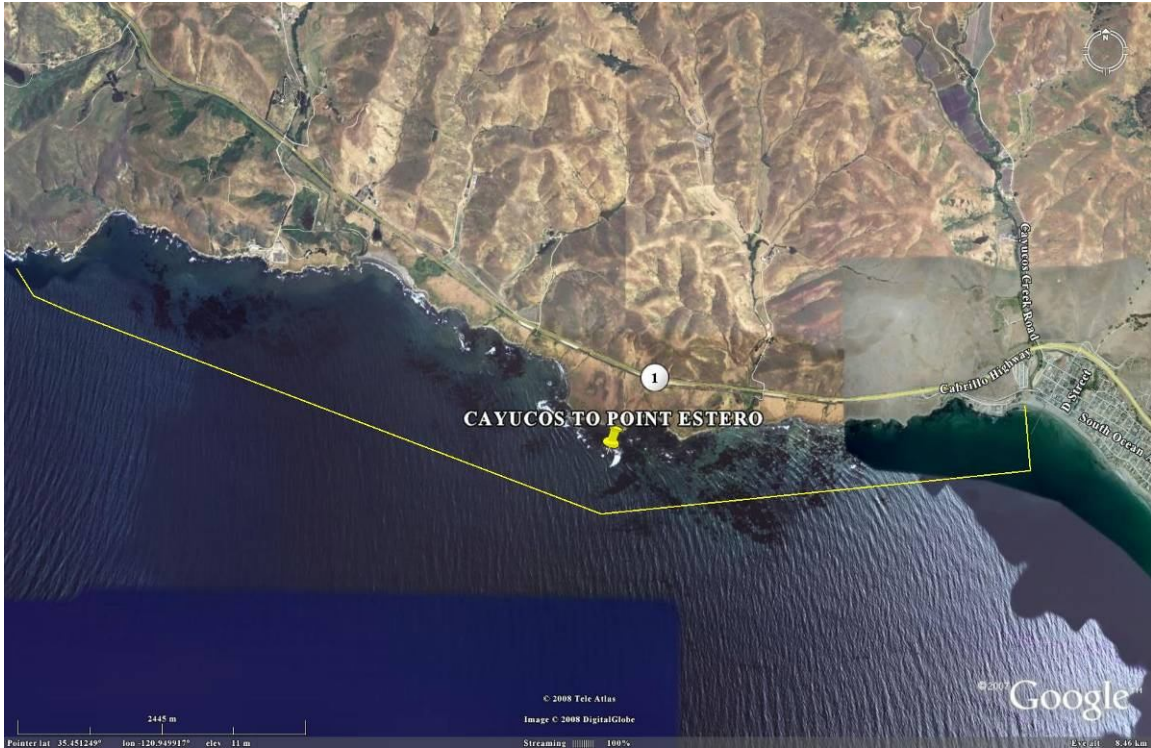 N
Cayucos Creek Road
Cabrillo Highway
D Street
South Ocean
1
CAYUCOS TO POINT ESTERO
©2007 Google
© 2008 Tele Atlas
Image © 2008 DigitalGlobe
2445 m
Pointer lat 35.451249° lon -120.949917° elev 11 m
Streaming 100%
Eye alt 8.46 km